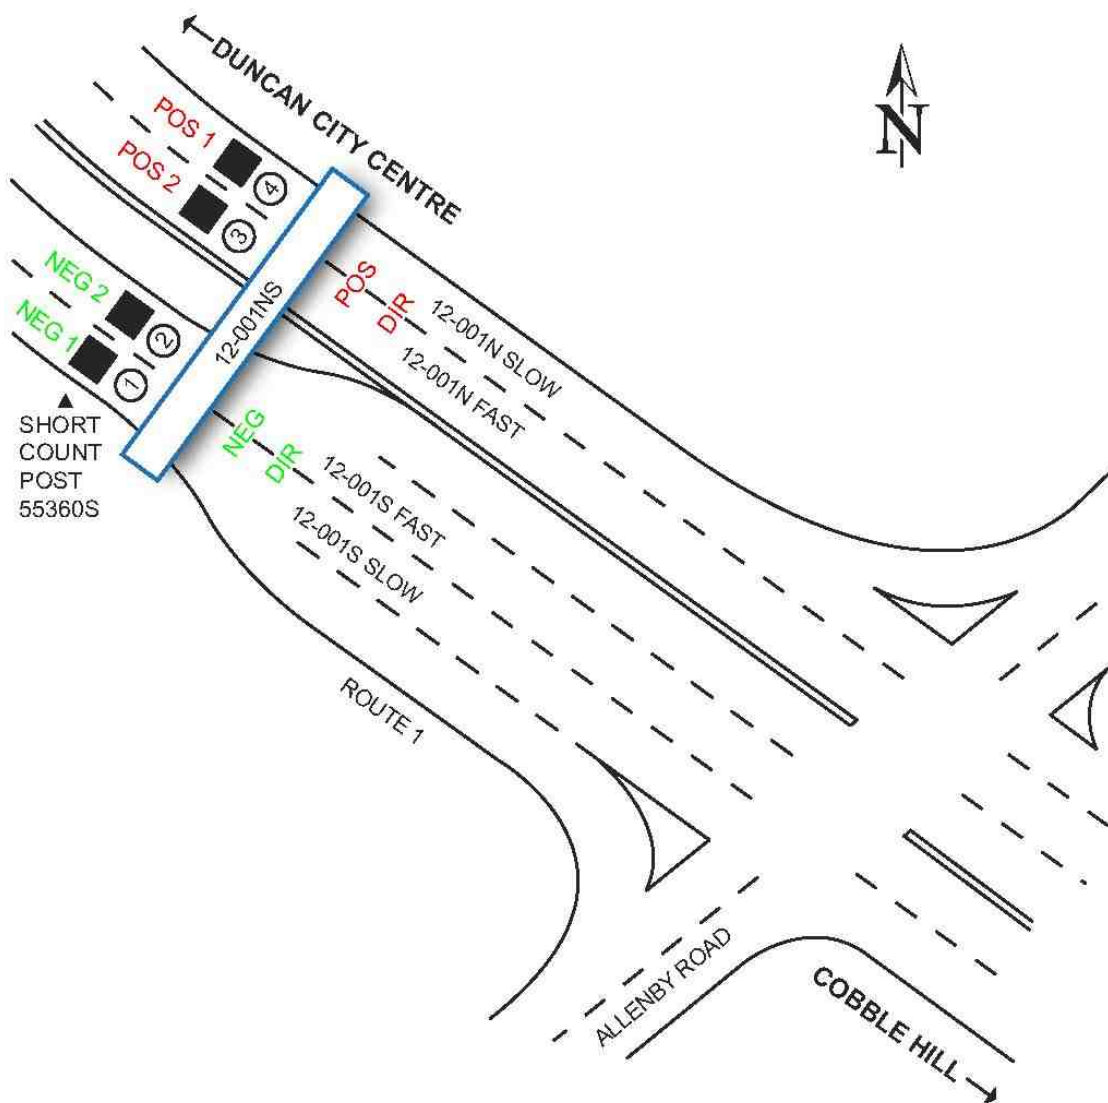 DUNCAN CITY CENTRE
N
POS 1
4
POS 2
3
NEG 2
2
NEG 1
1
12-001NS
POS
DIR
12-001N SLOW
12-001N FAST
NEG
DIR
12-001S FAST
12-001S SLOW
SHORT
COUNT
POST
55360S
ROUTE 1
ALLENBY ROAD
COBBLE HILL